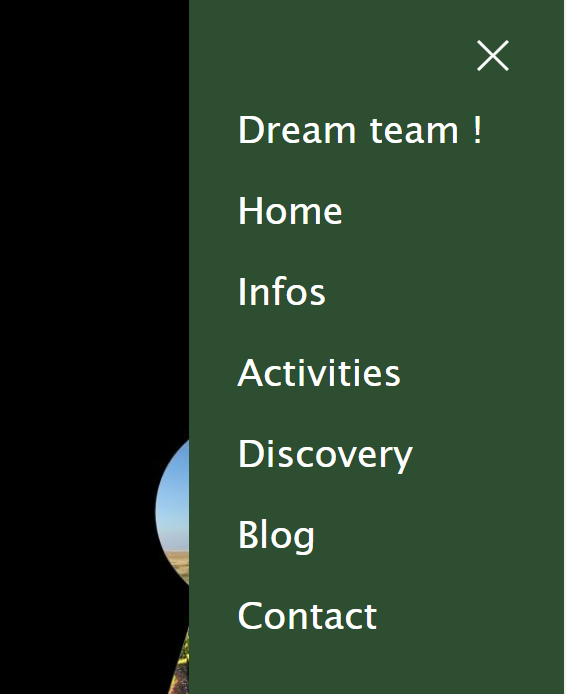 Dream team !
Home
Infos
Activities
Discovery
Blog
Contact